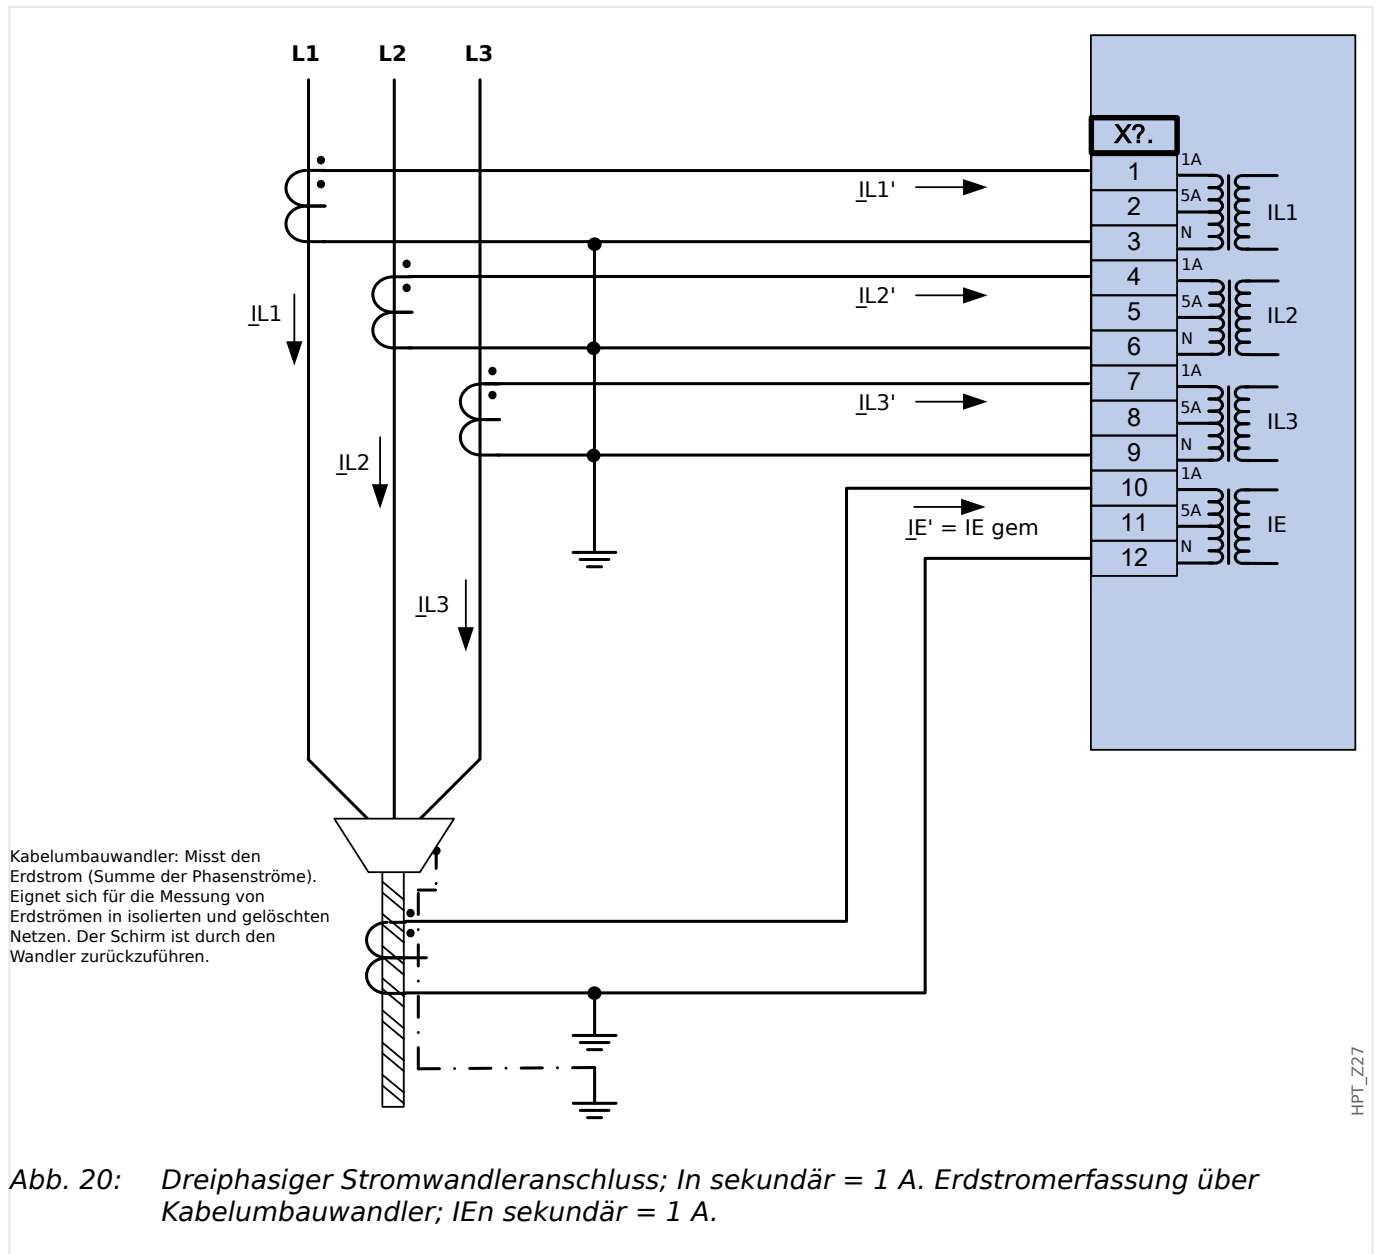 L1 L2 L3
X?.
1 1A
IL1'
2 5A IL1
3 N
4 1A
IL2'
5 5A IL2
IL1
6 N
7 1A
IL3'
8 5A IL3
9 N
IL2
10 1A
11 5A IE
IE' = IE gem
12 N
IL3
Kabelumbauwandler: Misst den
Erdstrom (Summe der Phasenströme).
Eignet sich für die Messung von
Erdströmen in isolierten und gelöschten
Netzen. Der Schirm ist durch den
Wandler zurückzuführen.
HPT_Z27
Abb. 20: Dreiphasiger Stromwandleranschluss; In sekundär = 1 A. Erdstromerfassung über
Kabelumbauwandler; IEn sekundär = 1 A.